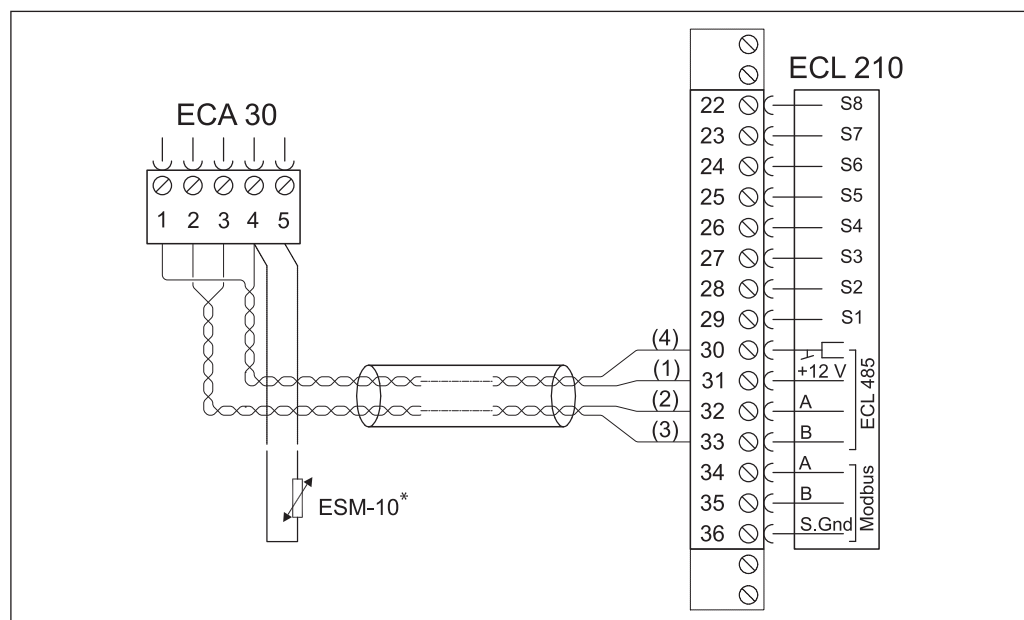 ECA 30
1 2 3 4 5
ESM-10*
ECL 210
22 S8
23 S7
24 S6
25 S5
26 S4
27 S3
28 S2
29 S1
(4) 30
(1) 31 +12 V
(2) 32 A
(3) 33 B
ECL 485
34 A
35 B
36 S.Gnd
Modbus